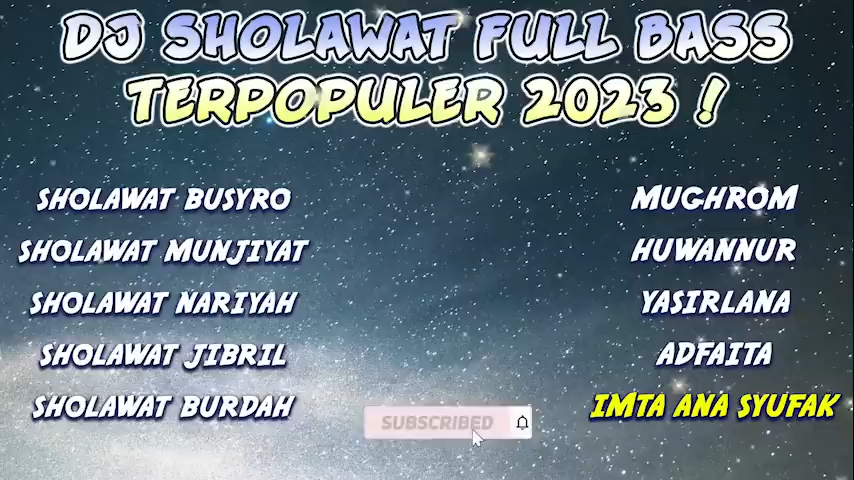 DJ SHOLAWAT FULL BASS
TERPOPULER 2023 !
SHOLAWAT BUSYRO
SHOLAWAT MUNJIYAT
SHOLAWAT NARIYAH
SHOLAWAT JIBRIL
SHOLAWAT BURDAH
MUGHROM
HUWANNUR
YASIRLANA
ADFAITA
IMTA ANA SYUFAK
SUBSCRIBED